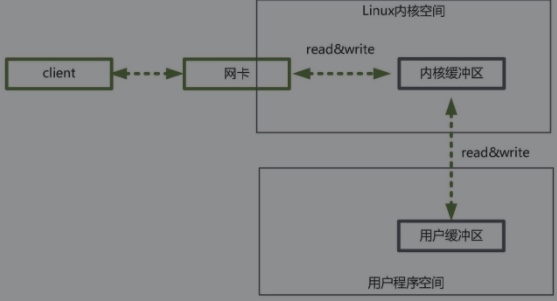 Linux内核空间
read&write
client
网卡
内核缓冲区
read&write
用户缓冲区
用户程序空间